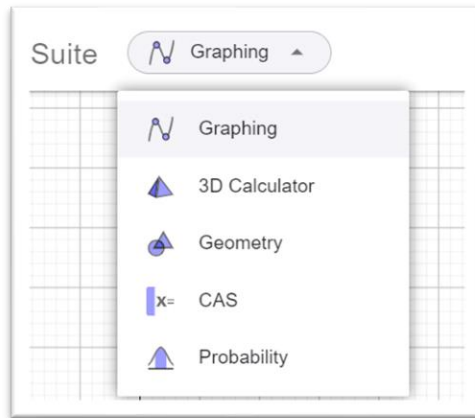 Suite Graphing
Graphing
3D Calculator
Geometry
x= CAS
Probability